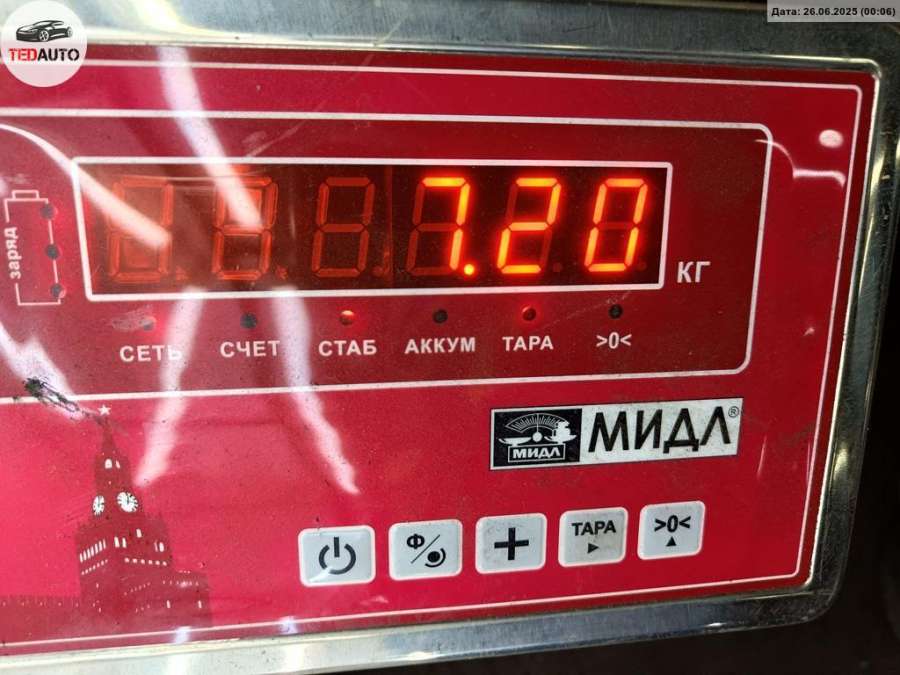 Дата: 26.06.2025 (00:06)
TEDAUTO
заряд
7.20
КГ
СЕТЬ СЧЕТ СТАБ АККУМ ТАРА >0<
МИДЛ
МИДЛ®
Ф
+
ТАРА
>0<